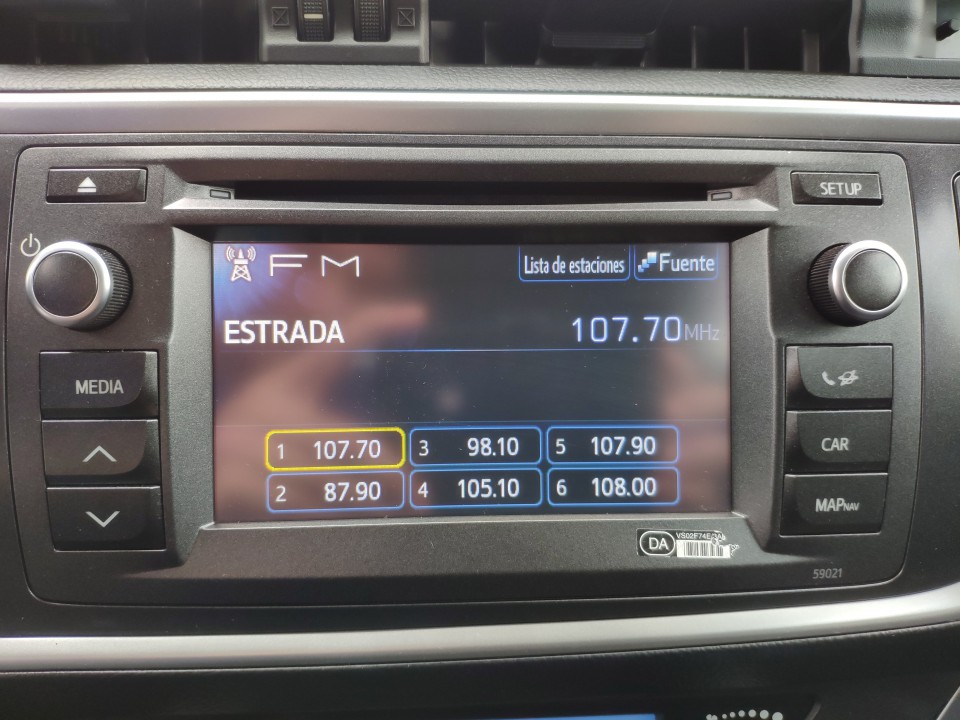 SETUP
FM
Lista de estaciones
Fuente
ESTRADA
107.70MHz
MEDIA
1 107.70
3 98.10
5 107.90
2 87.90
4 105.10
6 108.00
CAR
MAPNAV
DA
59021